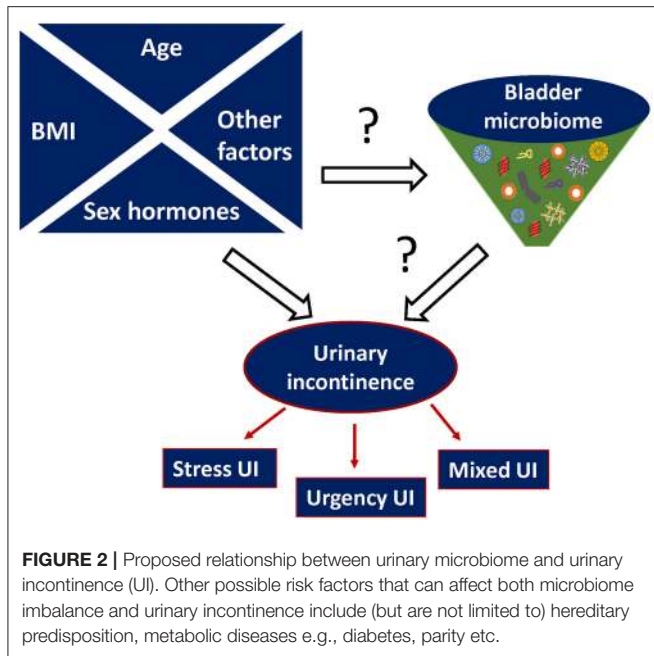 Age
BMI
Other
factors
Sex hormones
?
Bladder
microbiome
?
Urinary
incontinence
Stress UI
Urgency UI
Mixed UI
FIGURE 2 | Proposed relationship between urinary microbiome and urinary
incontinence (UI). Other possible risk factors that can affect both microbiome
imbalance and urinary incontinence include (but are not limited to) hereditary
predisposition, metabolic diseases e.g., diabetes, parity etc.